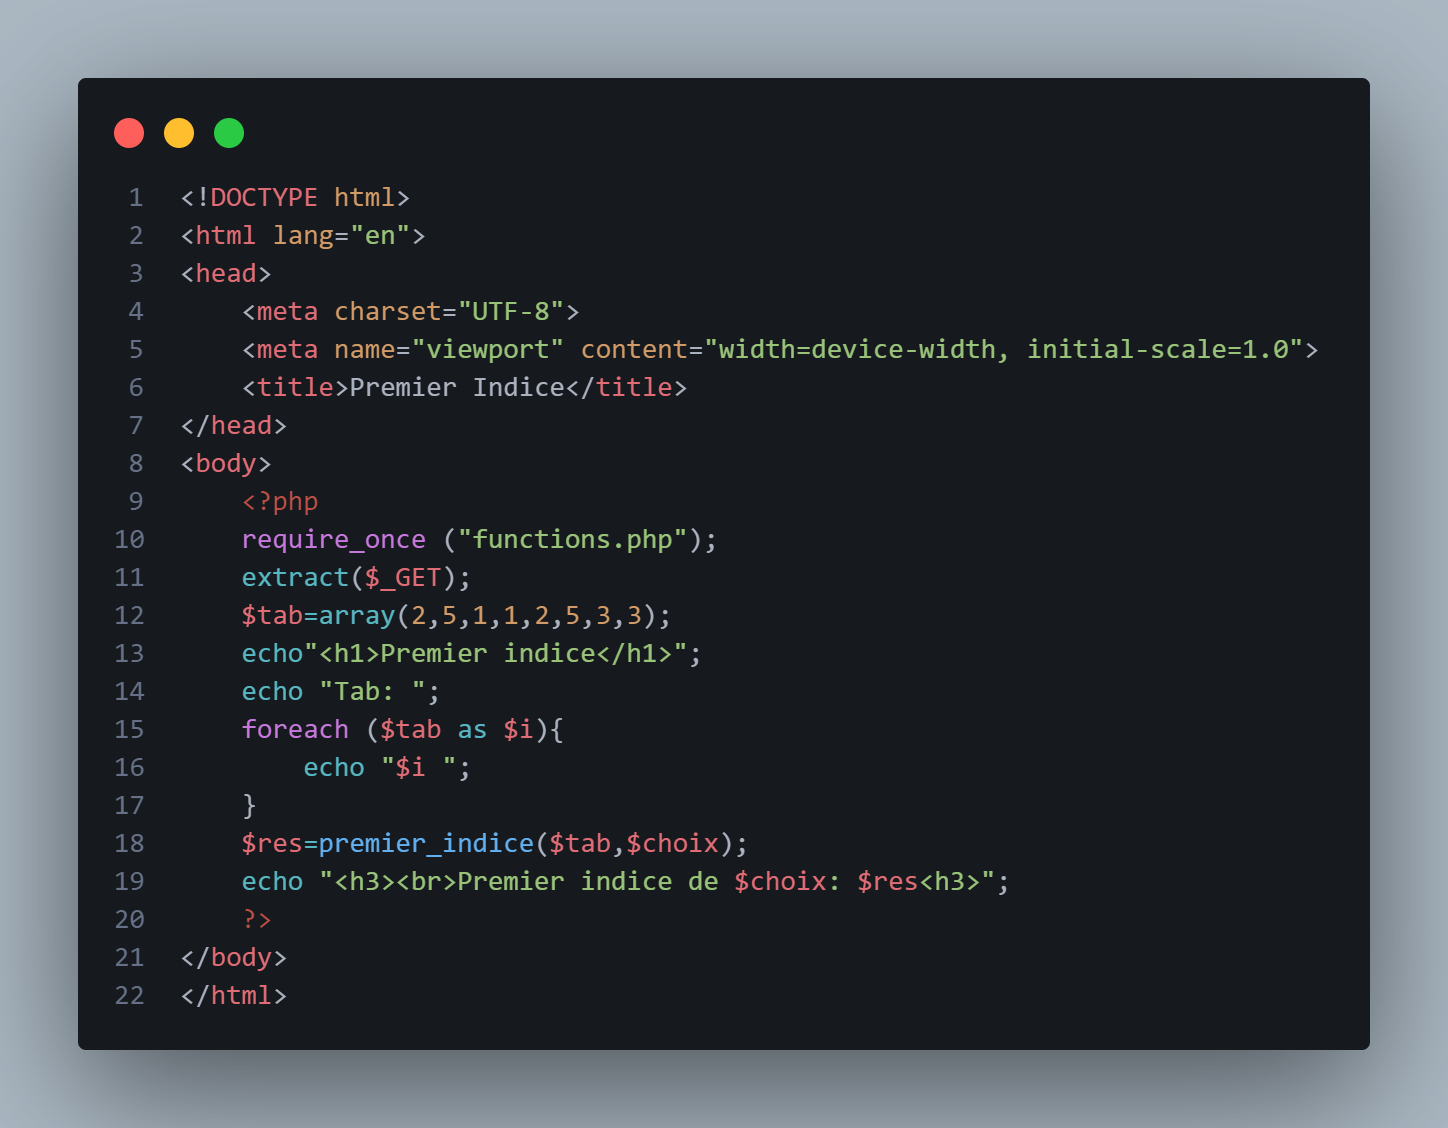 1 <!DOCTYPE html>
2 <html lang="en">
3 <head>
4     <meta charset="UTF-8">
5     <meta name="viewport" content="width=device-width, initial-scale=1.0">
6     <title>Premier Indice</title>
7 </head>
8 <body>
9     <?php
10     require_once ("functions.php");
11     extract($_GET);
12     $tab=array(2,5,1,1,2,5,3,3);
13     echo"<h1>Premier indice</h1>";
14     echo "Tab: ";
15     foreach ($tab as $i){
16         echo "$i ";
17     }
18     $res=premier_indice($tab,$choix);
19     echo "<h3><br>Premier indice de $choix: $res<h3>";
20     ?>
21 </body>
22 </html>